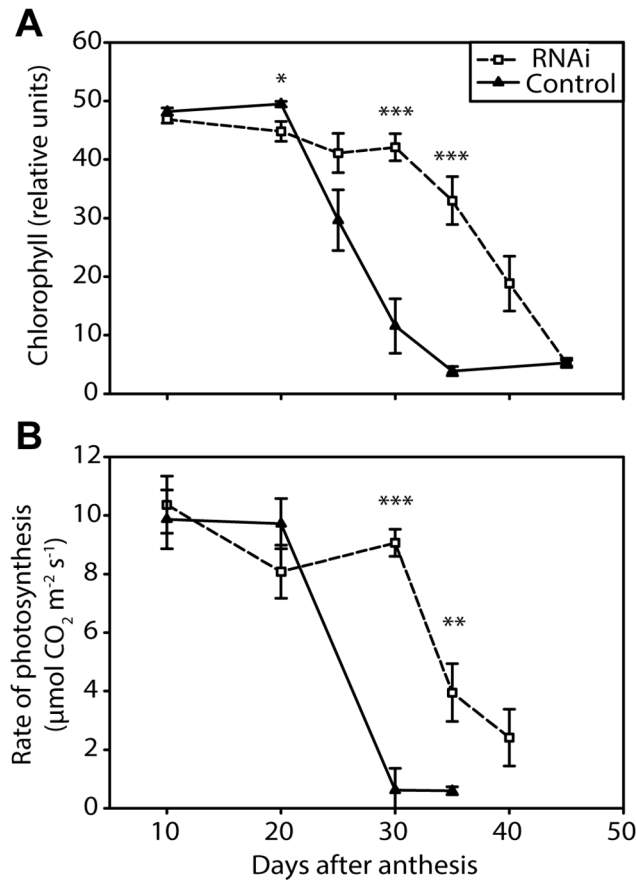 A
60
50
40
30
20
10
0
Chlorophyll (relative units)
RNAi
Control
*
***
***
B
12
10
8
6
4
2
0
Rate of photosynthesis
(µmol CO₂ m⁻² s⁻¹)
***
**
10 20 30 40 50
Days after anthesis